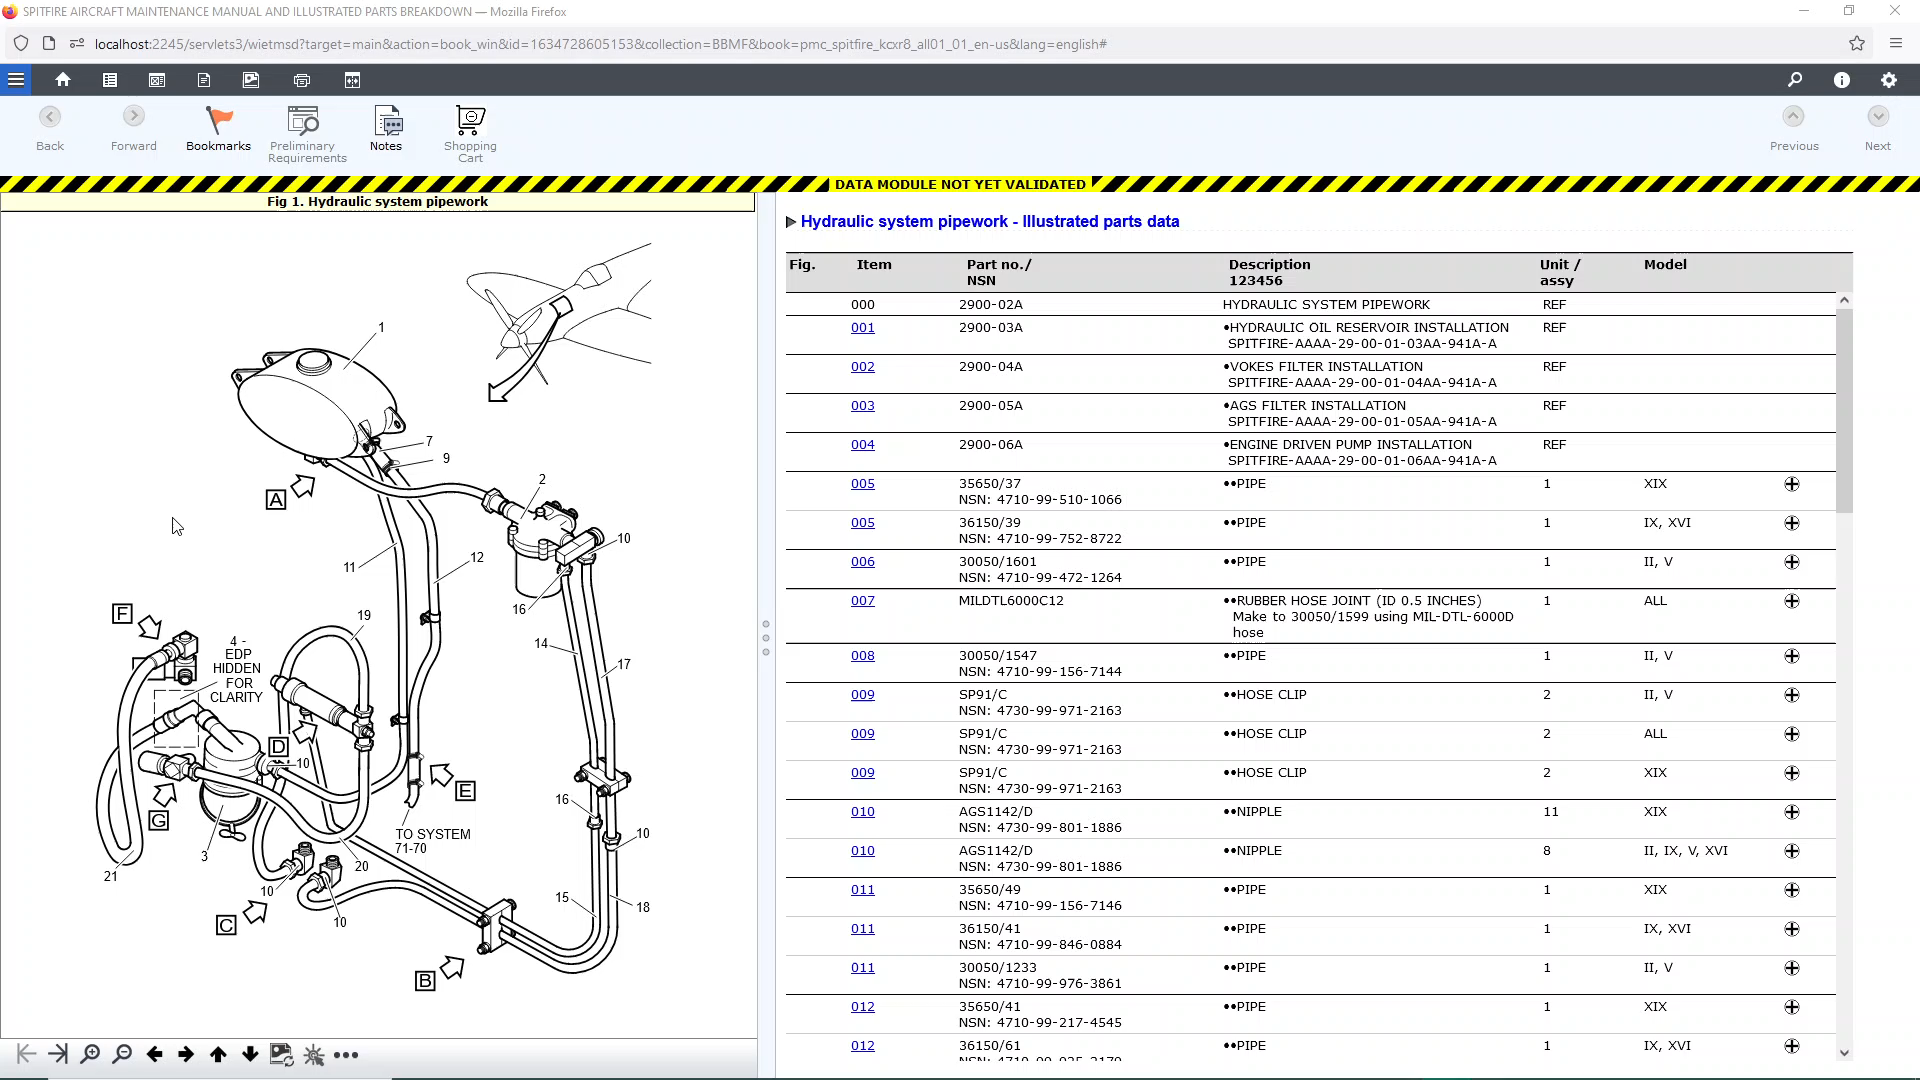 SPITFIRE AIRCRAFT MAINTENANCE MANUAL AND ILLUSTRATED PARTS BREAKDOWN — Mozilla Firefox
localhost:2245/servlets3/wietmsd?target=main&action=book_win&id=1634728605153&collection=BBMF&book=pmc_spitfire_kcxr8_all01_01_en-us&lang=english#
Back
Forward
Bookmarks
Preliminary
Requirements
Notes
Shopping
Cart
Previous
Next
DATA MODULE NOT YET VALIDATED
Fig 1. Hydraulic system pipework
1
7
9
2
A
10
12
11
16
F
19
4 -
EDP
HIDDEN
FOR
CLARITY
14
17
D
10
E
16
G
TO SYSTEM
71-70
10
3
20
21
10
15
18
C
10
B
Hydraulic system pipework - Illustrated parts data
Fig. Item Part no./ Description Unit / Model
NSN 123456 assy
000 2900-02A HYDRAULIC SYSTEM PIPEWORK REF
001 2900-03A •HYDRAULIC OIL RESERVOIR INSTALLATION REF
SPITFIRE-AAAA-29-00-01-03AA-941A-A
002 2900-04A •VOKES FILTER INSTALLATION REF
SPITFIRE-AAAA-29-00-01-04AA-941A-A
003 2900-05A •AGS FILTER INSTALLATION REF
SPITFIRE-AAAA-29-00-01-05AA-941A-A
004 2900-06A •ENGINE DRIVEN PUMP INSTALLATION REF
SPITFIRE-AAAA-29-00-01-06AA-941A-A
005 35650/37 ••PIPE 1 XIX
NSN: 4710-99-510-1066
005 36150/39 ••PIPE 1 IX, XVI
NSN: 4710-99-752-8722
006 30050/1601 ••PIPE 1 II, V
NSN: 4710-99-472-1264
007 MILDTL6000C12 ••RUBBER HOSE JOINT (ID 0.5 INCHES) 1 ALL
Make to 30050/1599 using MIL-DTL-6000D
hose
008 30050/1547 ••PIPE 1 II, V
NSN: 4710-99-156-7144
009 SP91/C ••HOSE CLIP 2 II, V
NSN: 4730-99-971-2163
009 SP91/C ••HOSE CLIP 2 ALL
NSN: 4730-99-971-2163
009 SP91/C ••HOSE CLIP 2 XIX
NSN: 4730-99-971-2163
010 AGS1142/D ••NIPPLE 11 XIX
NSN: 4730-99-801-1886
010 AGS1142/D ••NIPPLE 8 II, IX, V, XVI
NSN: 4730-99-801-1886
011 35650/49 ••PIPE 1 XIX
NSN: 4710-99-156-7146
011 36150/41 ••PIPE 1 IX, XVI
NSN: 4710-99-846-0884
011 30050/1233 ••PIPE 1 II, V
NSN: 4710-99-976-3861
012 35650/41 ••PIPE 1 XIX
NSN: 4710-99-217-4545
012 36150/61 ••PIPE 1 IX, XVI